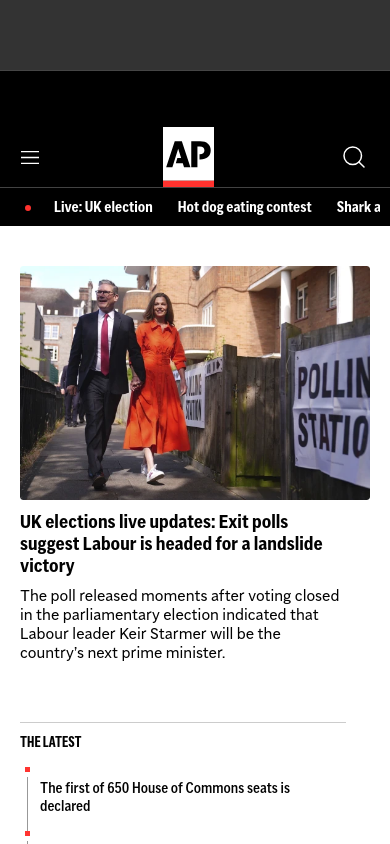 AP
Live: UK election Hot dog eating contest Shark a
POLLIN
STATIO
STATION
UK elections live updates: Exit polls
suggest Labour is headed for a landslide
victory
The poll released moments after voting closed
in the parliamentary election indicated that
Labour leader Keir Starmer will be the
country’s next prime minister.
THE LATEST
The first of 650 House of Commons seats is
declared